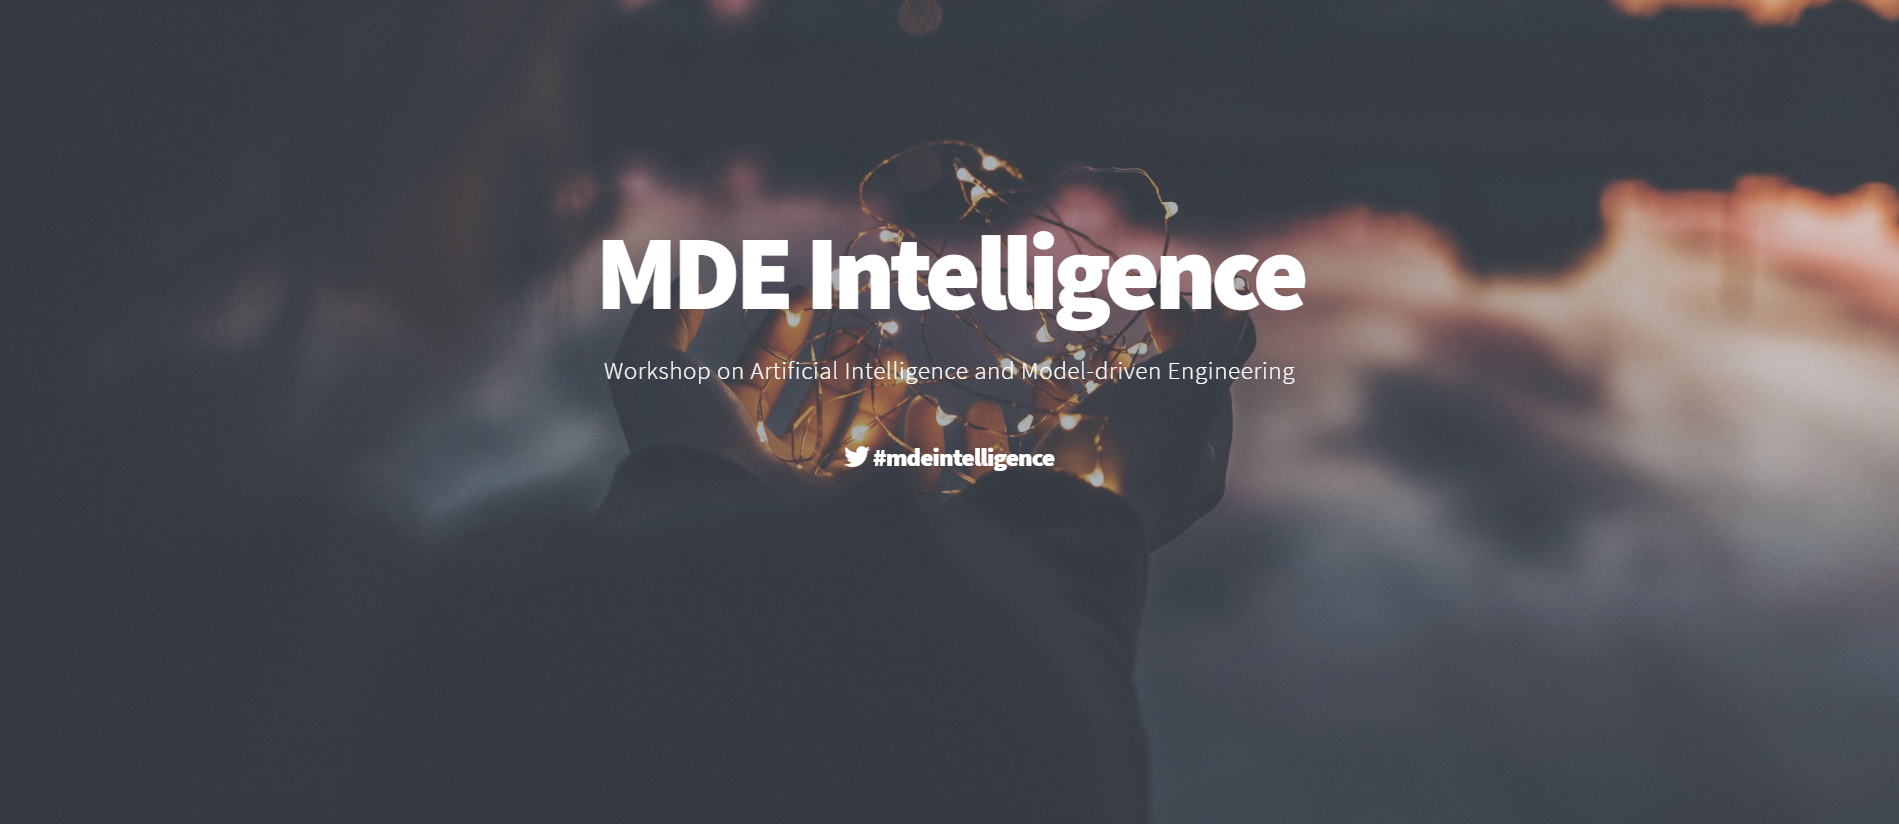 MDE Intelligence
Workshop on Artificial Intelligence and Model-driven Engineering
#mdeintelligence